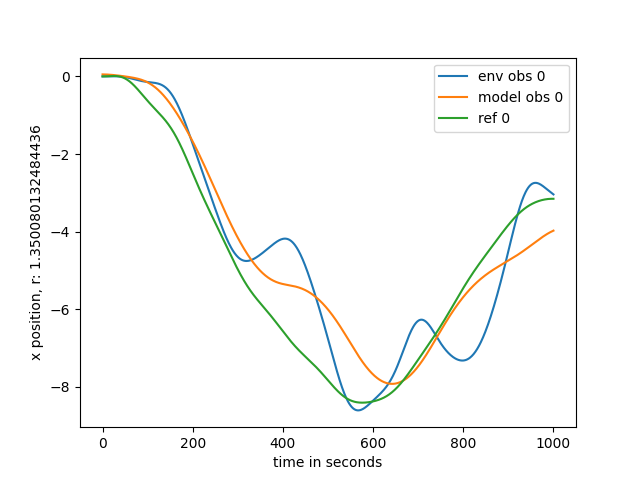 env obs 0
model obs 0
ref 0
x position, r: 1.350080132484436
0
−2
−4
−6
−8
0
200
400
600
800
1000
time in seconds